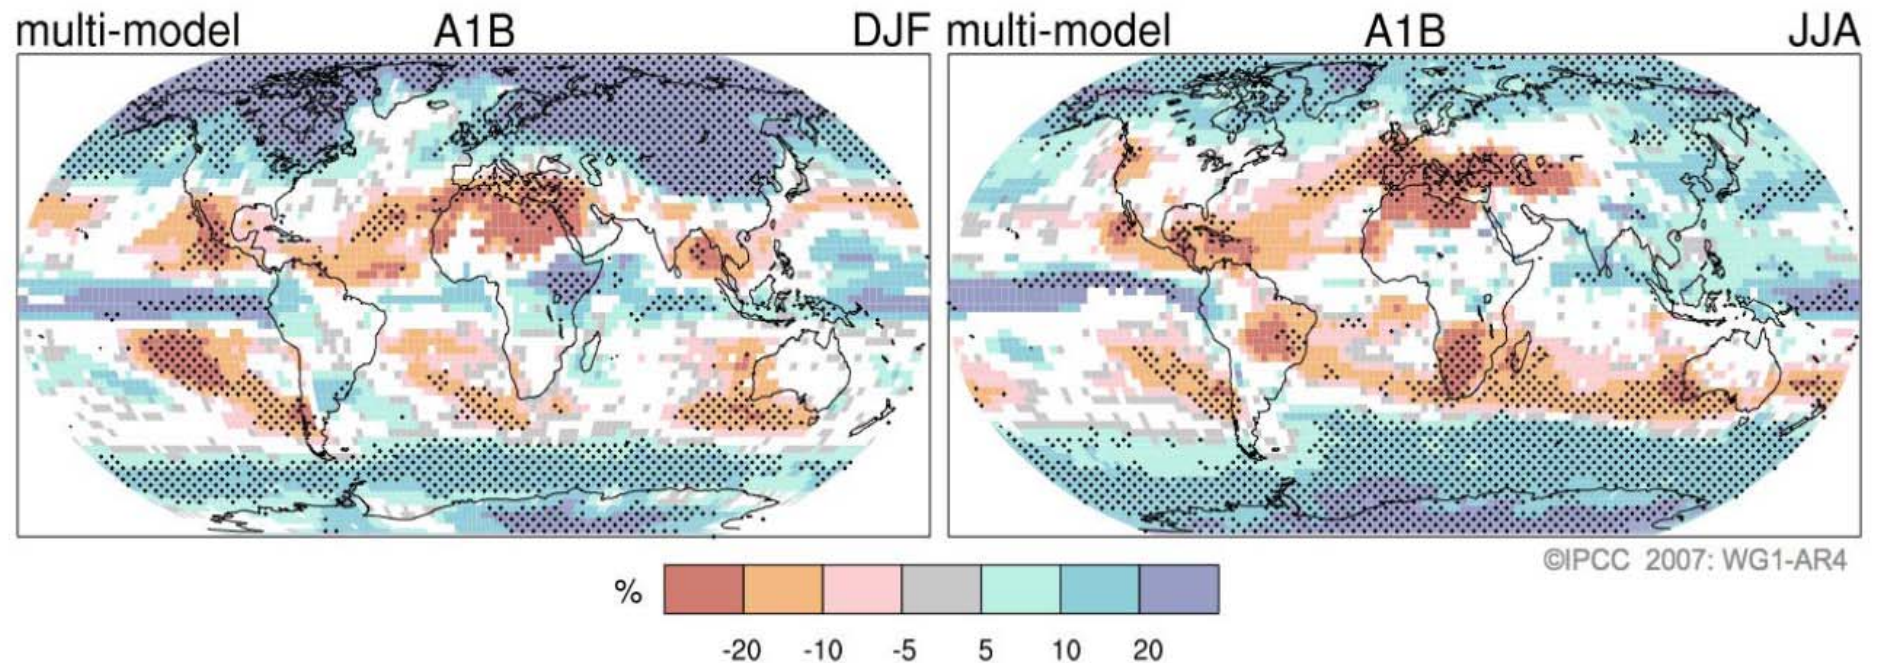 multi-model A1B DJF
multi-model A1B JJA
©IPCC 2007: WG1-AR4
%
-20 -10 -5 5 10 20